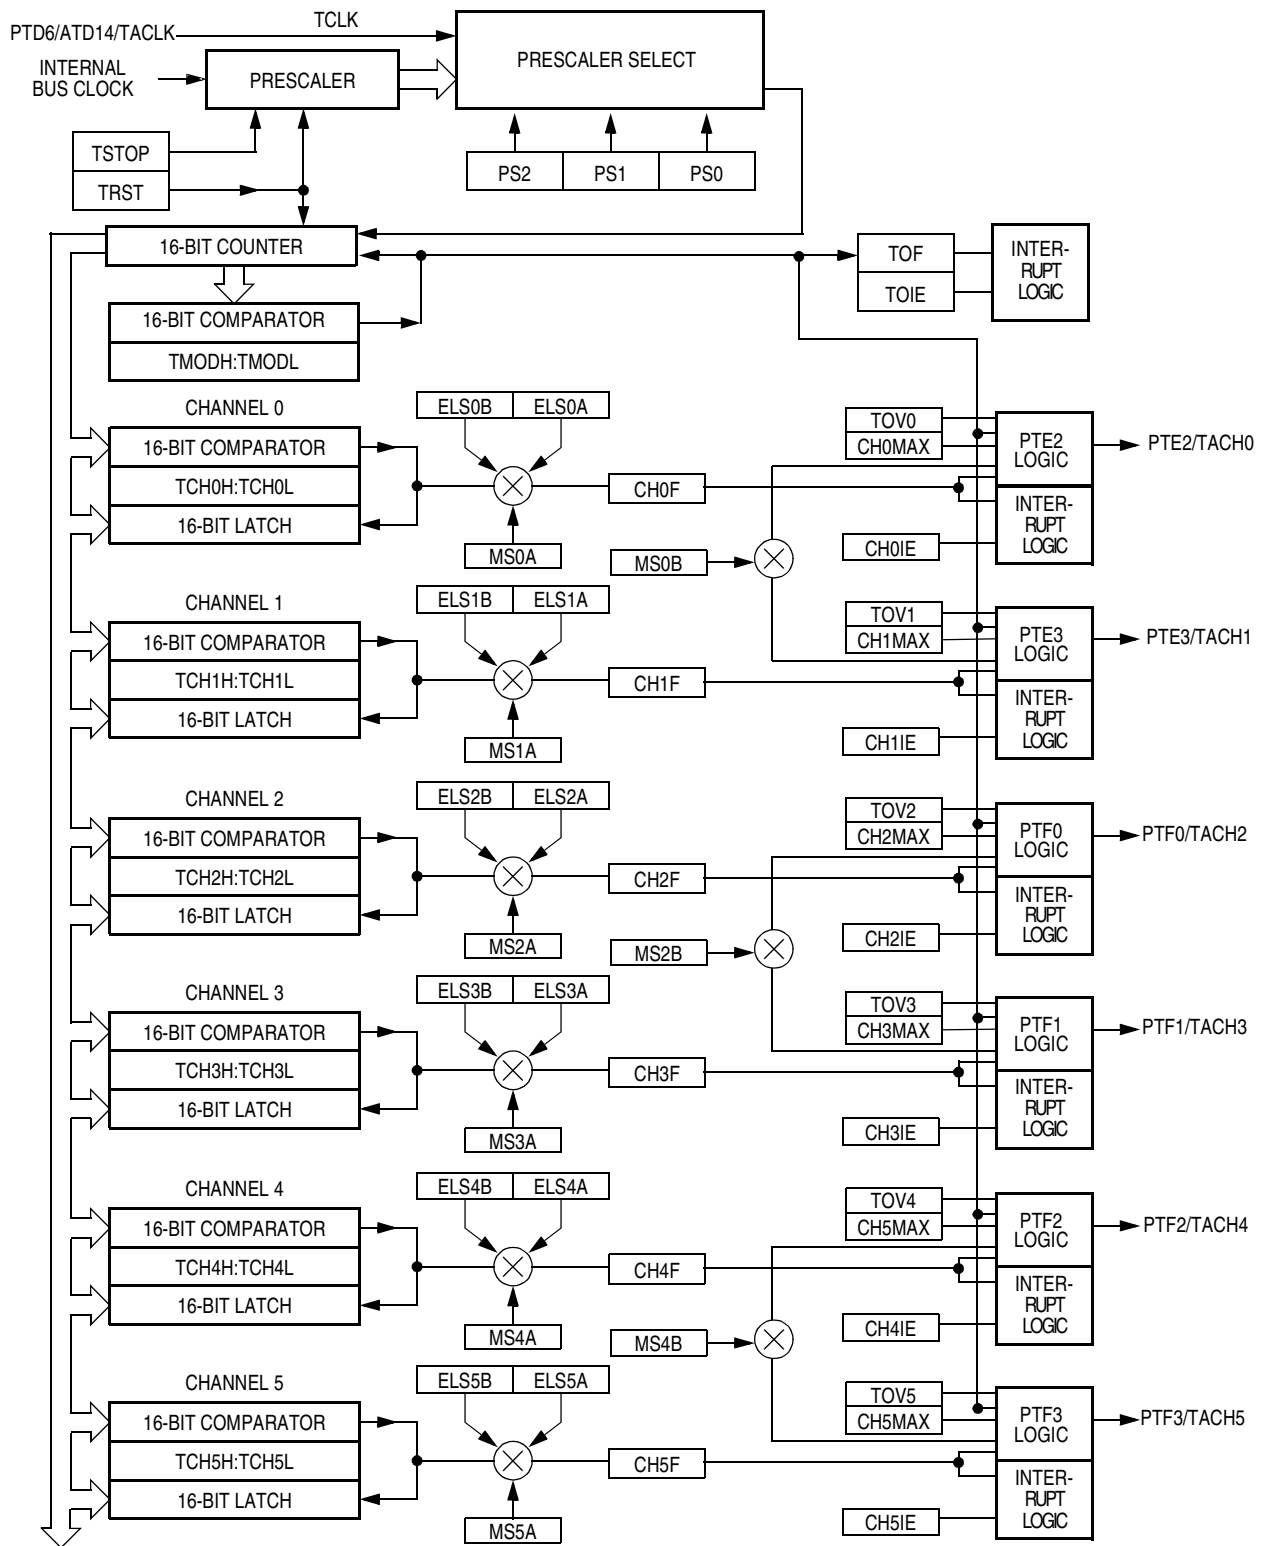 TCLK
PTD6/ATD14/TACLK
PRESCALER SELECT
INTERNAL
BUS CLOCK
PRESCALER
TSTOP
TRST
PS2 PS1 PS0
16-BIT COUNTER
TOF
TOIE
INTER-
RUPT
LOGIC
16-BIT COMPARATOR
TMODH:TMODL
CHANNEL 0
16-BIT COMPARATOR
TCH0H:TCH0L
16-BIT LATCH
ELS0B ELS0A
MS0A
CH0F
MS0B
TOV0
CH0MAX
CH0IE
PTE2
LOGIC
INTER-
RUPT
LOGIC
PTE2/TACH0
CHANNEL 1
16-BIT COMPARATOR
TCH1H:TCH1L
16-BIT LATCH
ELS1B ELS1A
MS1A
CH1F
TOV1
CH1MAX
CH1IE
PTE3
LOGIC
INTER-
RUPT
LOGIC
PTE3/TACH1
CHANNEL 2
16-BIT COMPARATOR
TCH2H:TCH2L
16-BIT LATCH
ELS2B ELS2A
MS2A
CH2F
MS2B
TOV2
CH2MAX
CH2IE
PTF0
LOGIC
INTER-
RUPT
LOGIC
PTF0/TACH2
CHANNEL 3
16-BIT COMPARATOR
TCH3H:TCH3L
16-BIT LATCH
ELS3B ELS3A
MS3A
CH3F
TOV3
CH3MAX
CH3IE
PTF1
LOGIC
INTER-
RUPT
LOGIC
PTF1/TACH3
CHANNEL 4
16-BIT COMPARATOR
TCH4H:TCH4L
16-BIT LATCH
ELS4B ELS4A
MS4A
CH4F
MS4B
TOV4
CH5MAX
CH4IE
PTF2
LOGIC
INTER-
RUPT
LOGIC
PTF2/TACH4
CHANNEL 5
16-BIT COMPARATOR
TCH5H:TCH5L
16-BIT LATCH
ELS5B ELS5A
MS5A
CH5F
TOV5
CH5MAX
CH5IE
PTF3
LOGIC
INTER-
RUPT
LOGIC
PTF3/TACH5